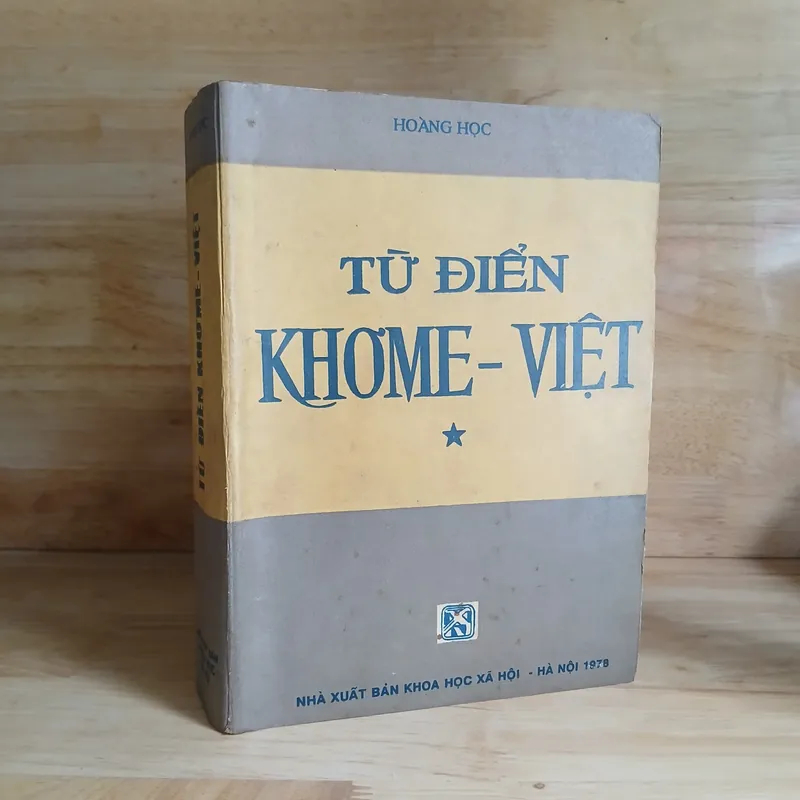 HOÀNG HỌC
TỪ ĐIỂN
KHƠME - VIỆT
NHÀ XUẤT BẢN KHOA HỌC XÃ HỘI - HÀ NỘI 1978
TỪ ĐIỂN KHƠME - VIỆT